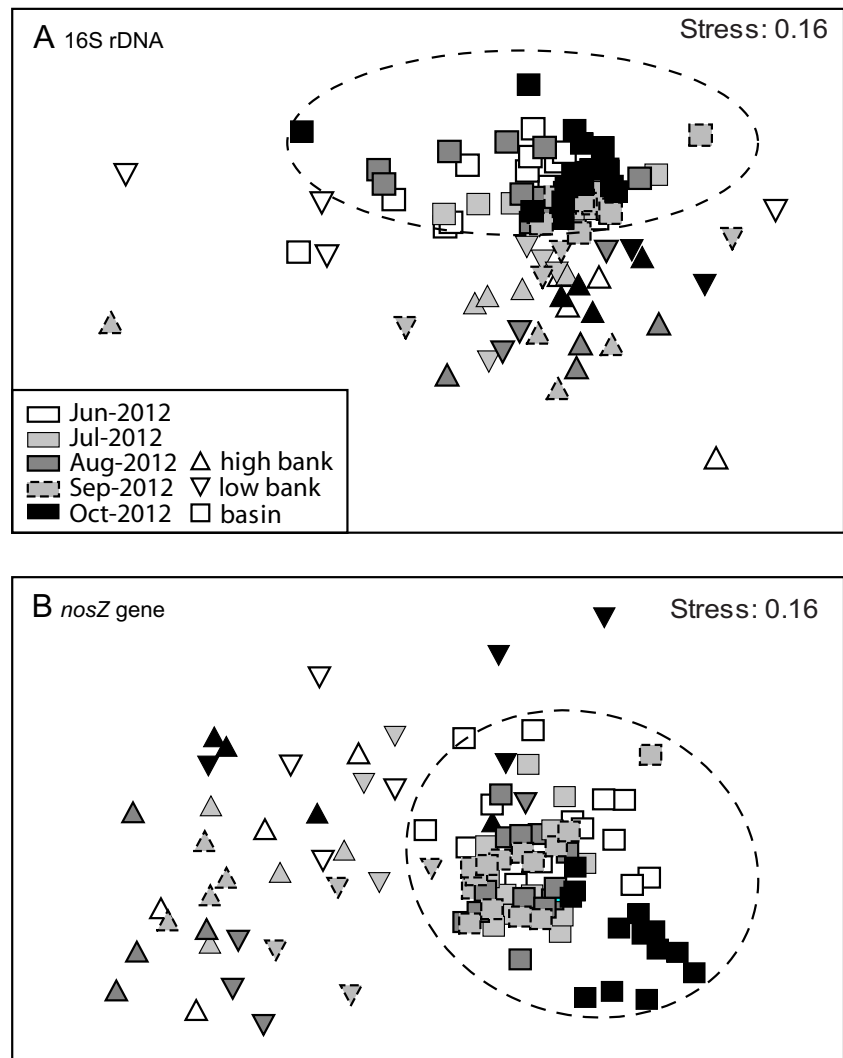 A 16S rDNA
Stress: 0.16
Jun-2012
Jul-2012
Aug-2012
Sep-2012
Oct-2012
high bank
low bank
basin
B nosZ gene
Stress: 0.16